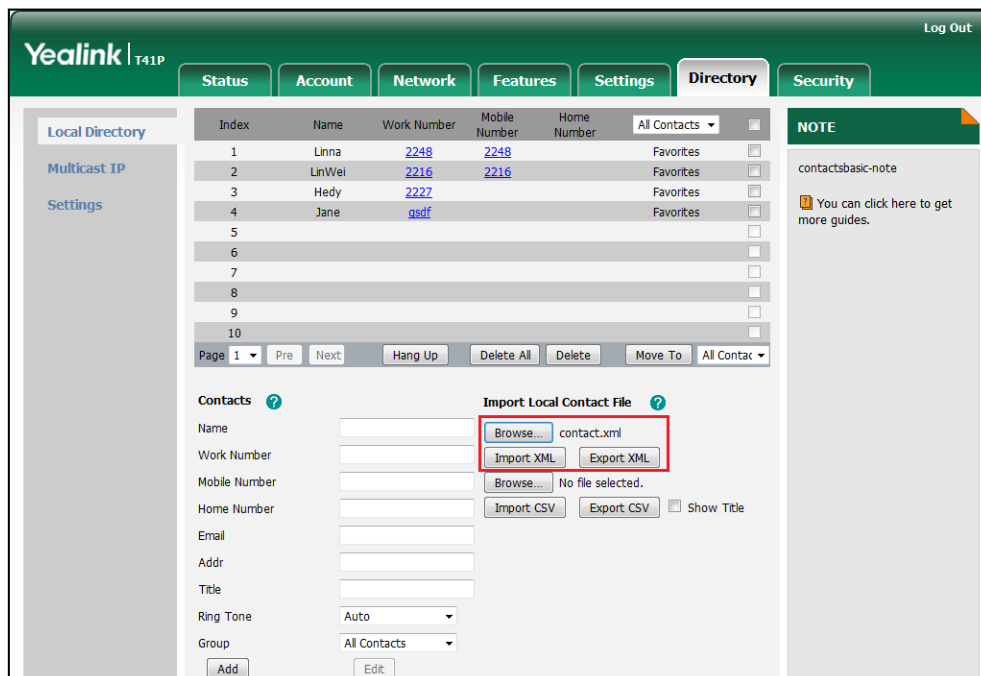 Log Out
Yealink | T41P
Status Account Network Features Settings Directory Security
Local Directory
Multicast IP
Settings
Index Name Work Number Mobile Number Home Number All Contacts
1 Linna 2248 2248 Favorites
2 LinWei 2216 2216 Favorites
3 Hedy 2227 Favorites
4 Jane qsdf Favorites
5
6
7
8
9
10
Page 1 Pre Next Hang Up Delete All Delete Move To All Contac
NOTE
contactsbasic-note
You can click here to get
more guides.
Contacts ? Import Local Contact File ?
Name Browse... contact.xml
Work Number Import XML Export XML
Mobile Number Browse... No file selected.
Home Number Import CSV Export CSV Show Title
Email
Addr
Title
Ring Tone Auto
Group All Contacts
Add Edit